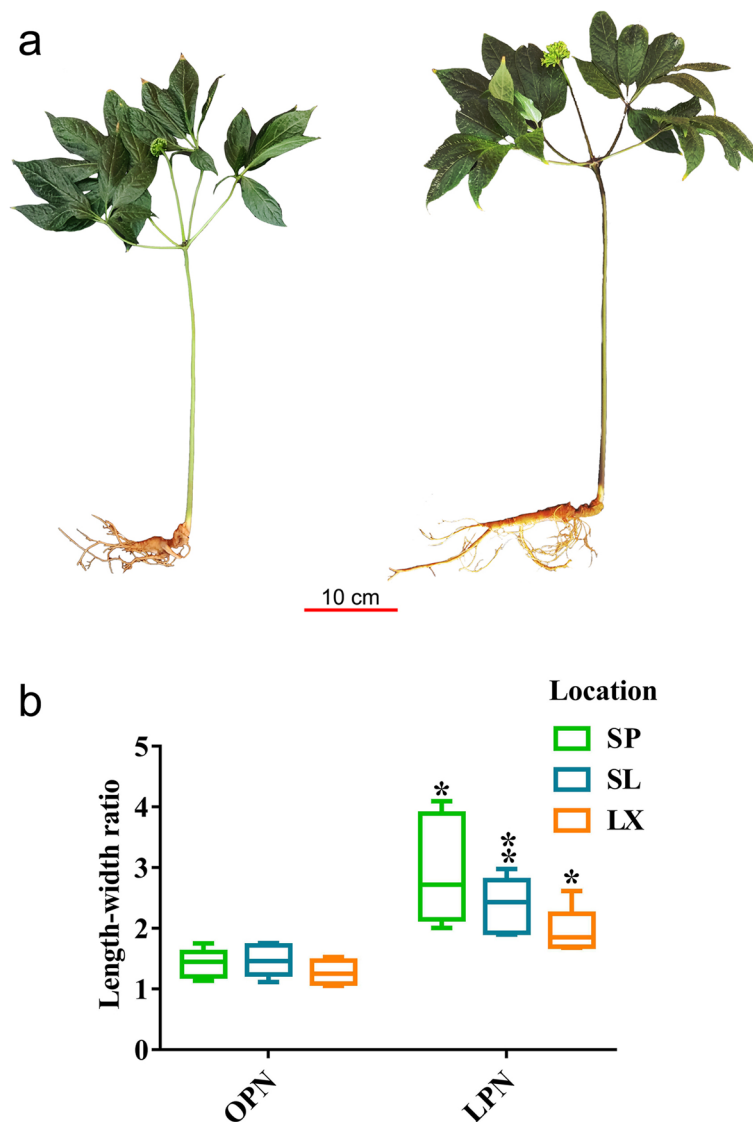 a
10 cm
b
Location
SP
SL
LX
Length-width ratio
5
4
3
2
1
0
*
**
*
OPN
LPN